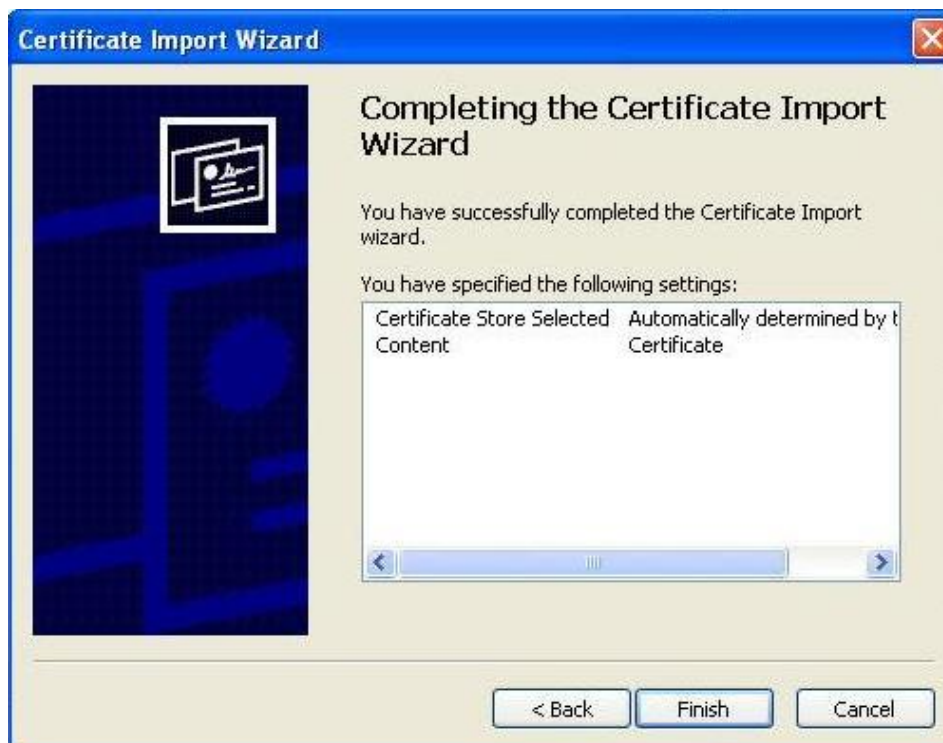 Certificate Import Wizard
Completing the Certificate Import
Wizard
You have successfully completed the Certificate Import
wizard.
You have specified the following settings:
Certificate Store Selected Automatically determined by t
Content Certificate
< Back Finish Cancel